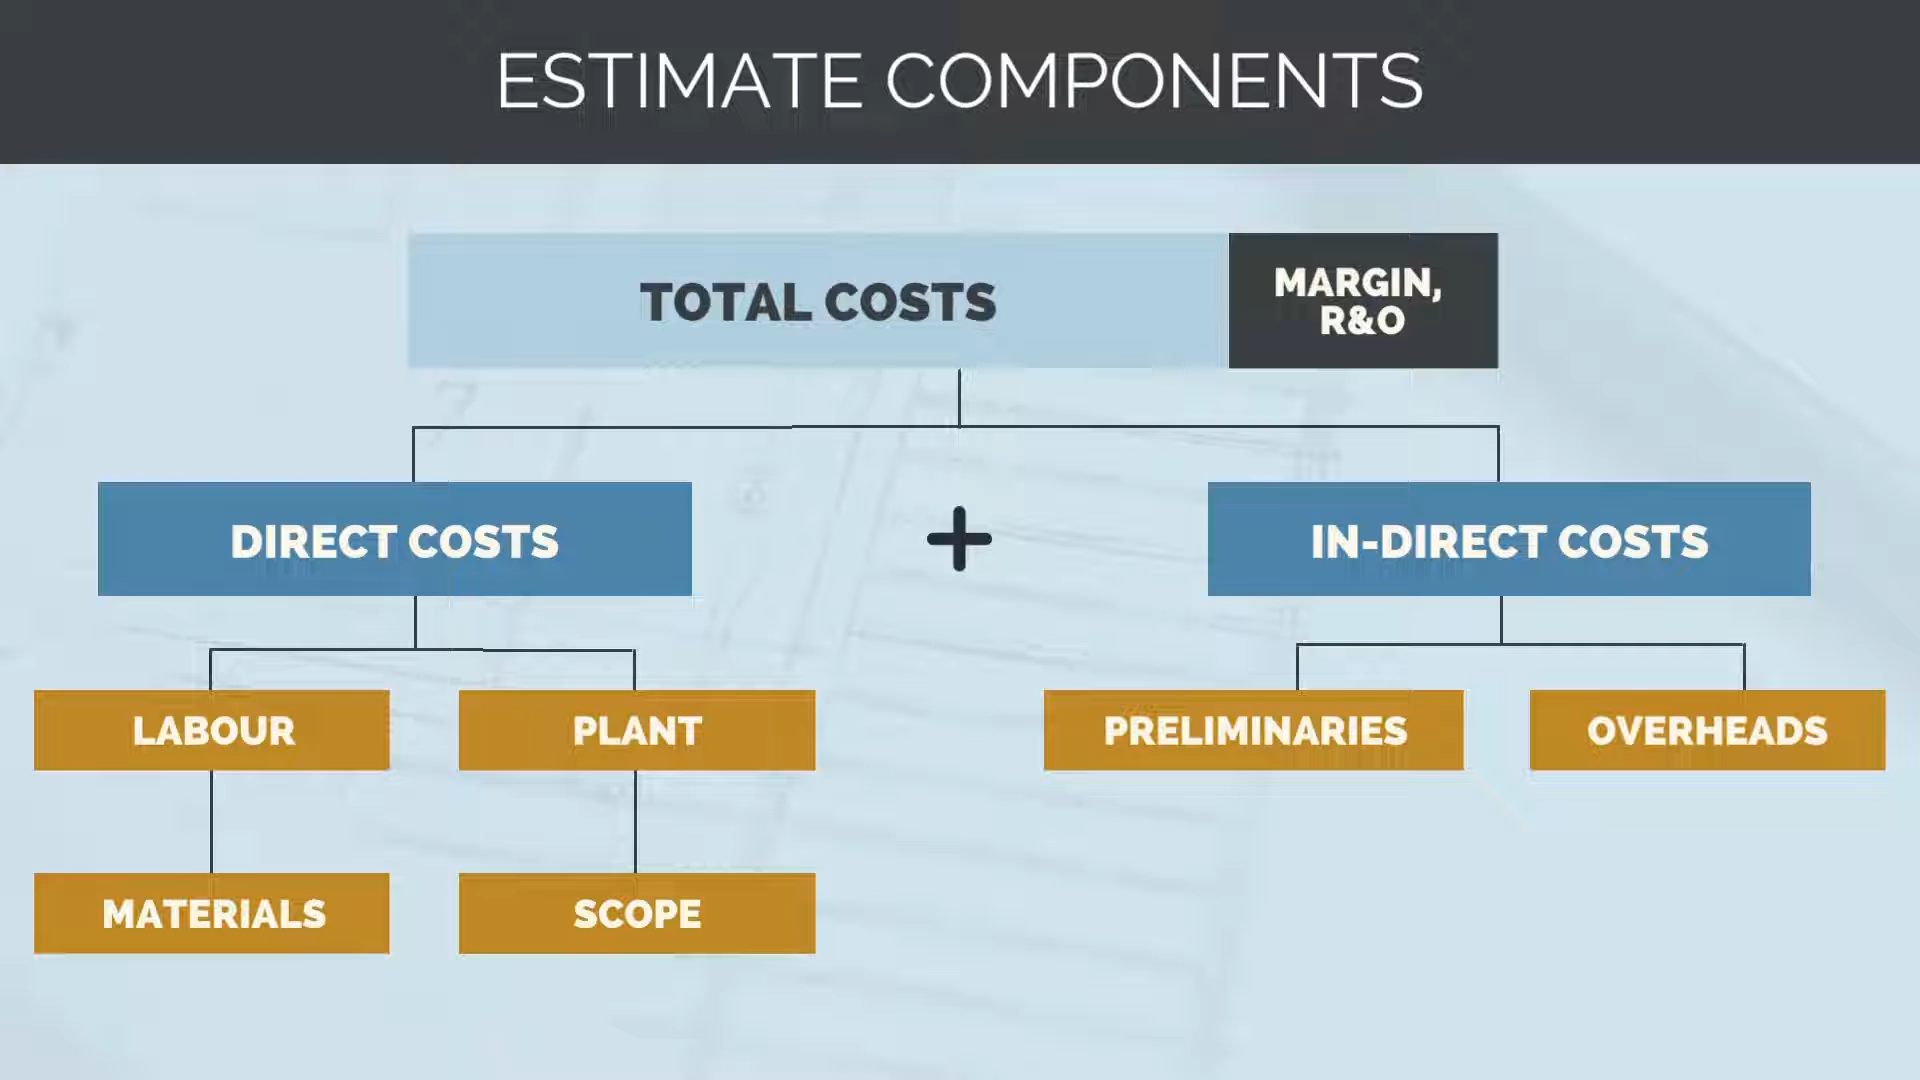 ESTIMATE COMPONENTS
TOTAL COSTS
MARGIN,
R&O
DIRECT COSTS
+
IN-DIRECT COSTS
LABOUR
PLANT
PRELIMINARIES
OVERHEADS
MATERIALS
SCOPE